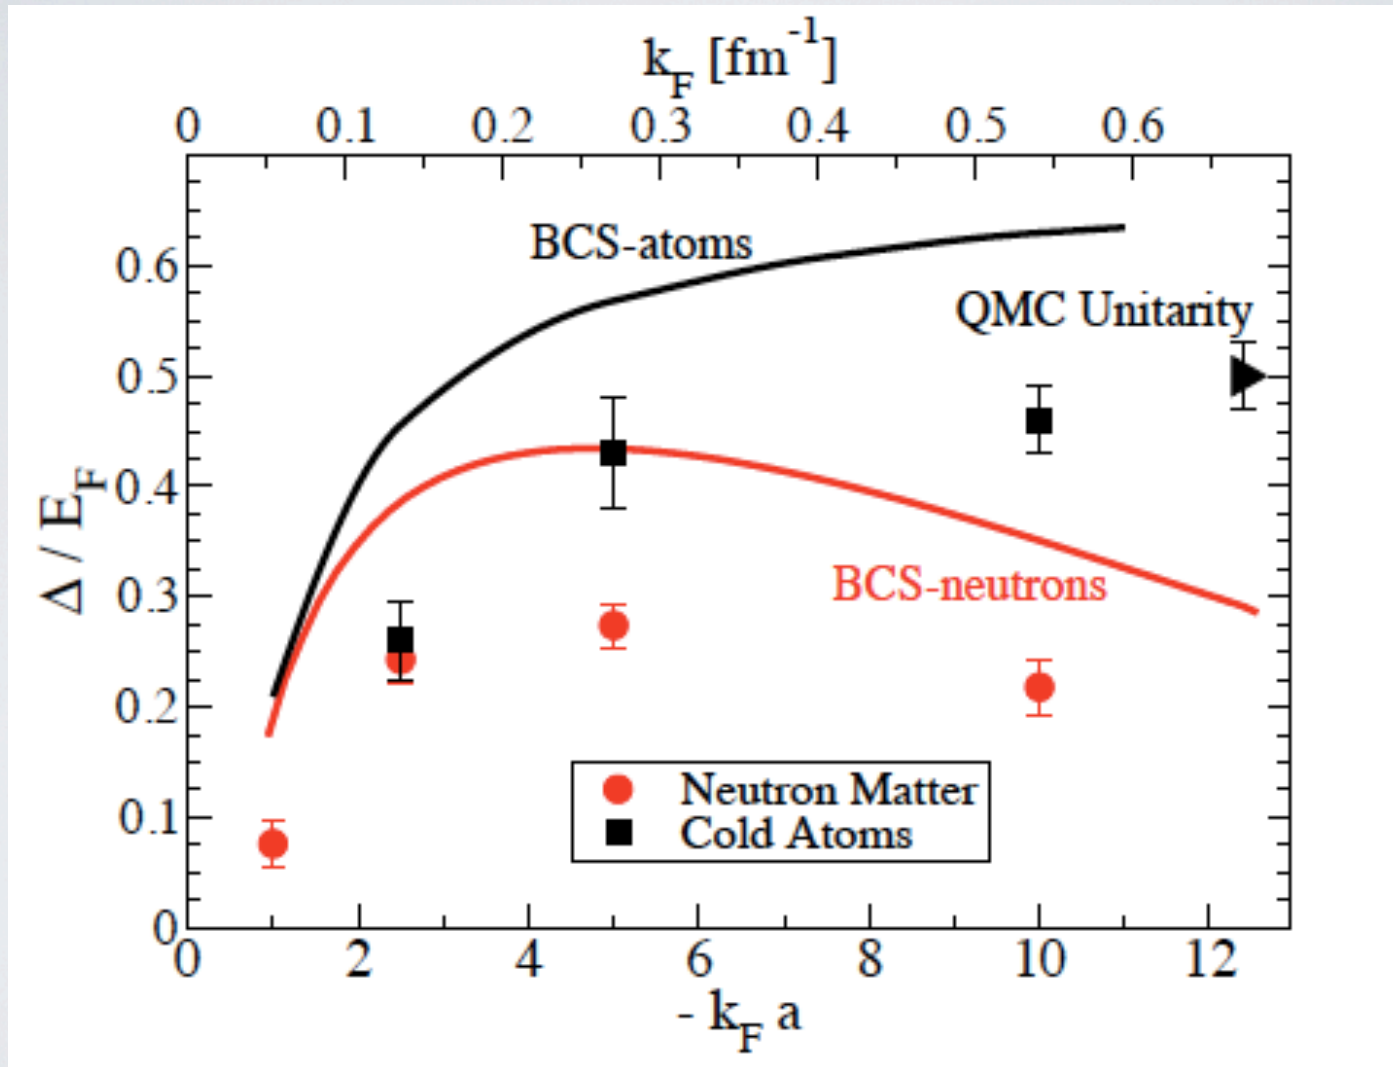 k_F [fm^-1]
0 0.1 0.2 0.3 0.4 0.5 0.6
BCS-atoms
0.6
QMC Unitarity
0.5
Δ / E_F
0.4
BCS-neutrons
0.3
0.2
Neutron Matter
0.1
Cold Atoms
0
0 2 4 6 8 10 12
- k_F a